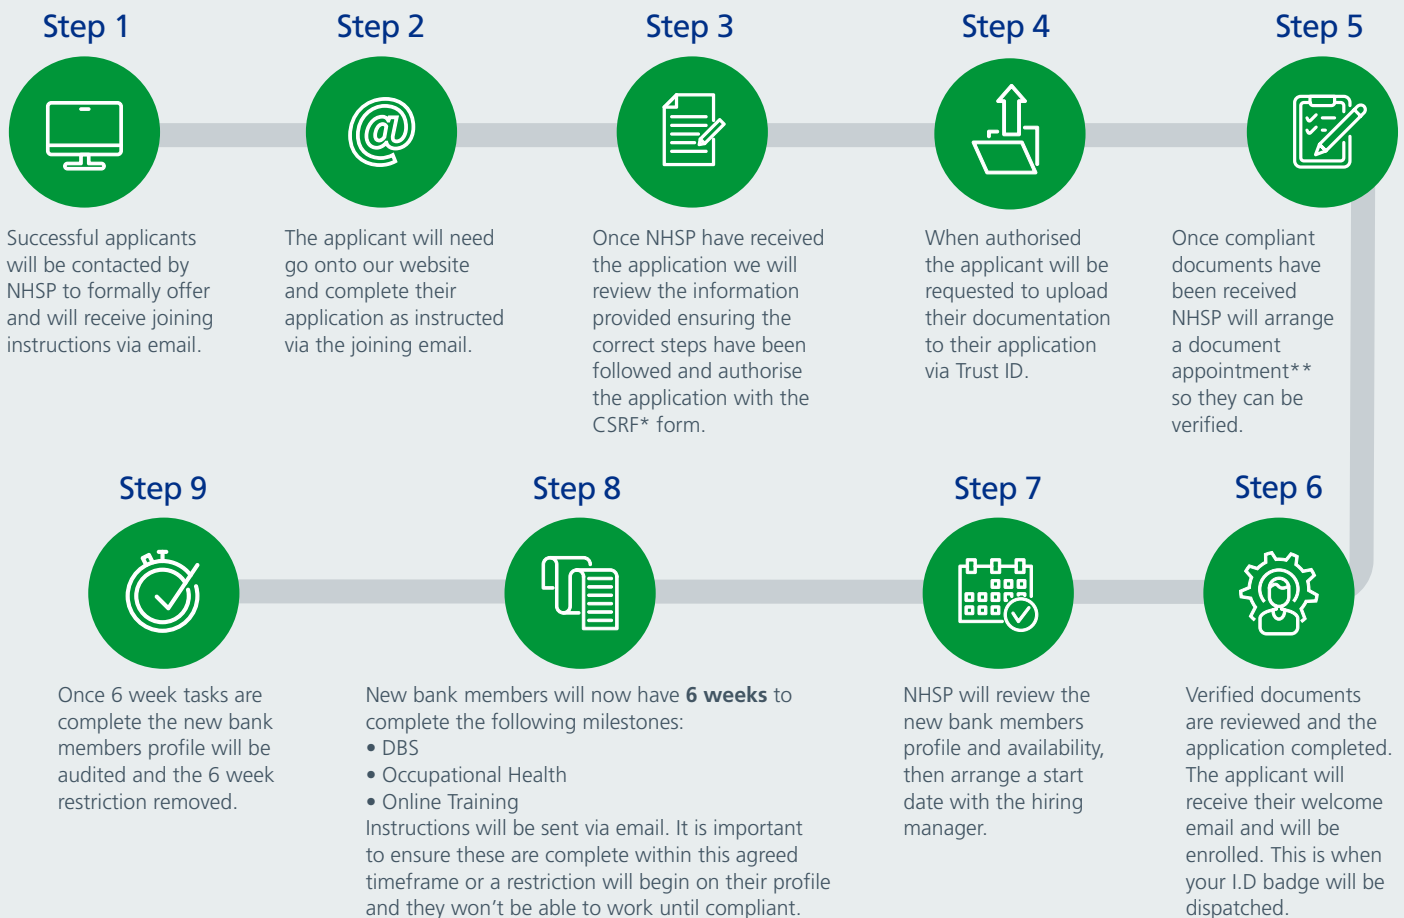 Step 1
Successful applicants
will be contacted by
NHSP to formally offer
and will receive joining
instructions via email.
Step 2
@
The applicant will need
go onto our website
and complete their
application as instructed
via the joining email.
Step 3
Once NHSP have received
the application we will
review the information
provided ensuring the
correct steps have been
followed and authorise
the application with the
CSRF* form.
Step 4
When authorised
the applicant will be
requested to upload
their documentation
to their application
via Trust ID.
Step 5
Once compliant
documents have
been received
NHSP will arrange
a document
appointment**
so they can be
verified.
Step 6
Verified documents
are reviewed and the
application completed.
The applicant will
receive their welcome
email and will be
enrolled. This is when
your I.D badge will be
dispatched.
Step 7
NHSP will review the
new bank members
profile and availability,
then arrange a start
date with the hiring
manager.
Step 8
New bank members will now have 6 weeks to
complete the following milestones:
• DBS
• Occupational Health
• Online Training
Instructions will be sent via email. It is important
to ensure these are complete within this agreed
timeframe or a restriction will begin on their profile
and they won't be able to work until compliant.
Step 9
Once 6 week tasks are
complete the new bank
members profile will be
audited and the 6 week
restriction removed.